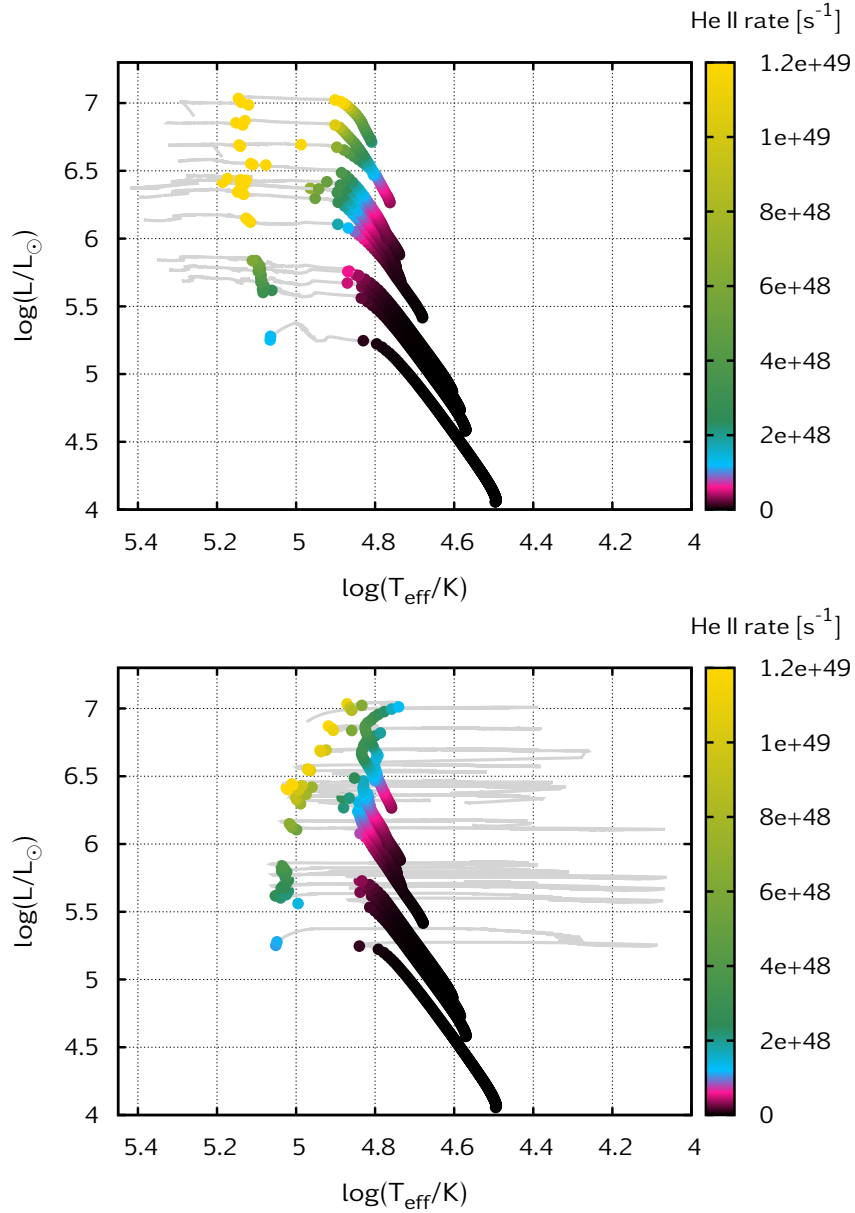 He II rate [s⁻¹]
1.2e+49
1e+49
8e+48
6e+48
4e+48
2e+48
0
7
6.5
6
5.5
5
4.5
4
log(L/L☉)
5.4 5.2 5 4.8 4.6 4.4 4.2 4
log(T_eff/K)
He II rate [s⁻¹]
1.2e+49
1e+49
8e+48
6e+48
4e+48
2e+48
0
7
6.5
6
5.5
5
4.5
4
log(L/L☉)
5.4 5.2 5 4.8 4.6 4.4 4.2 4
log(T_eff/K)